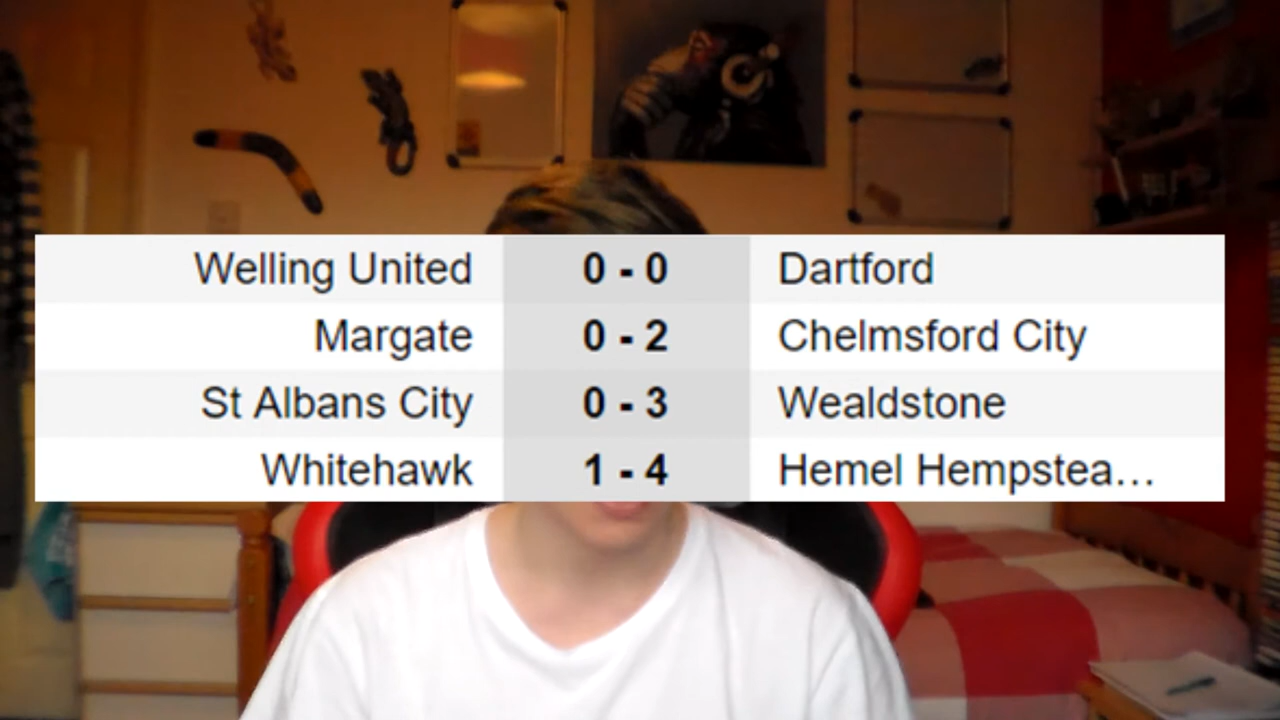 Welling United 0 - 0 Dartford
Margate 0 - 2 Chelmsford City
St Albans City 0 - 3 Wealdstone
Whitehawk 1 - 4 Hemel Hempstea…